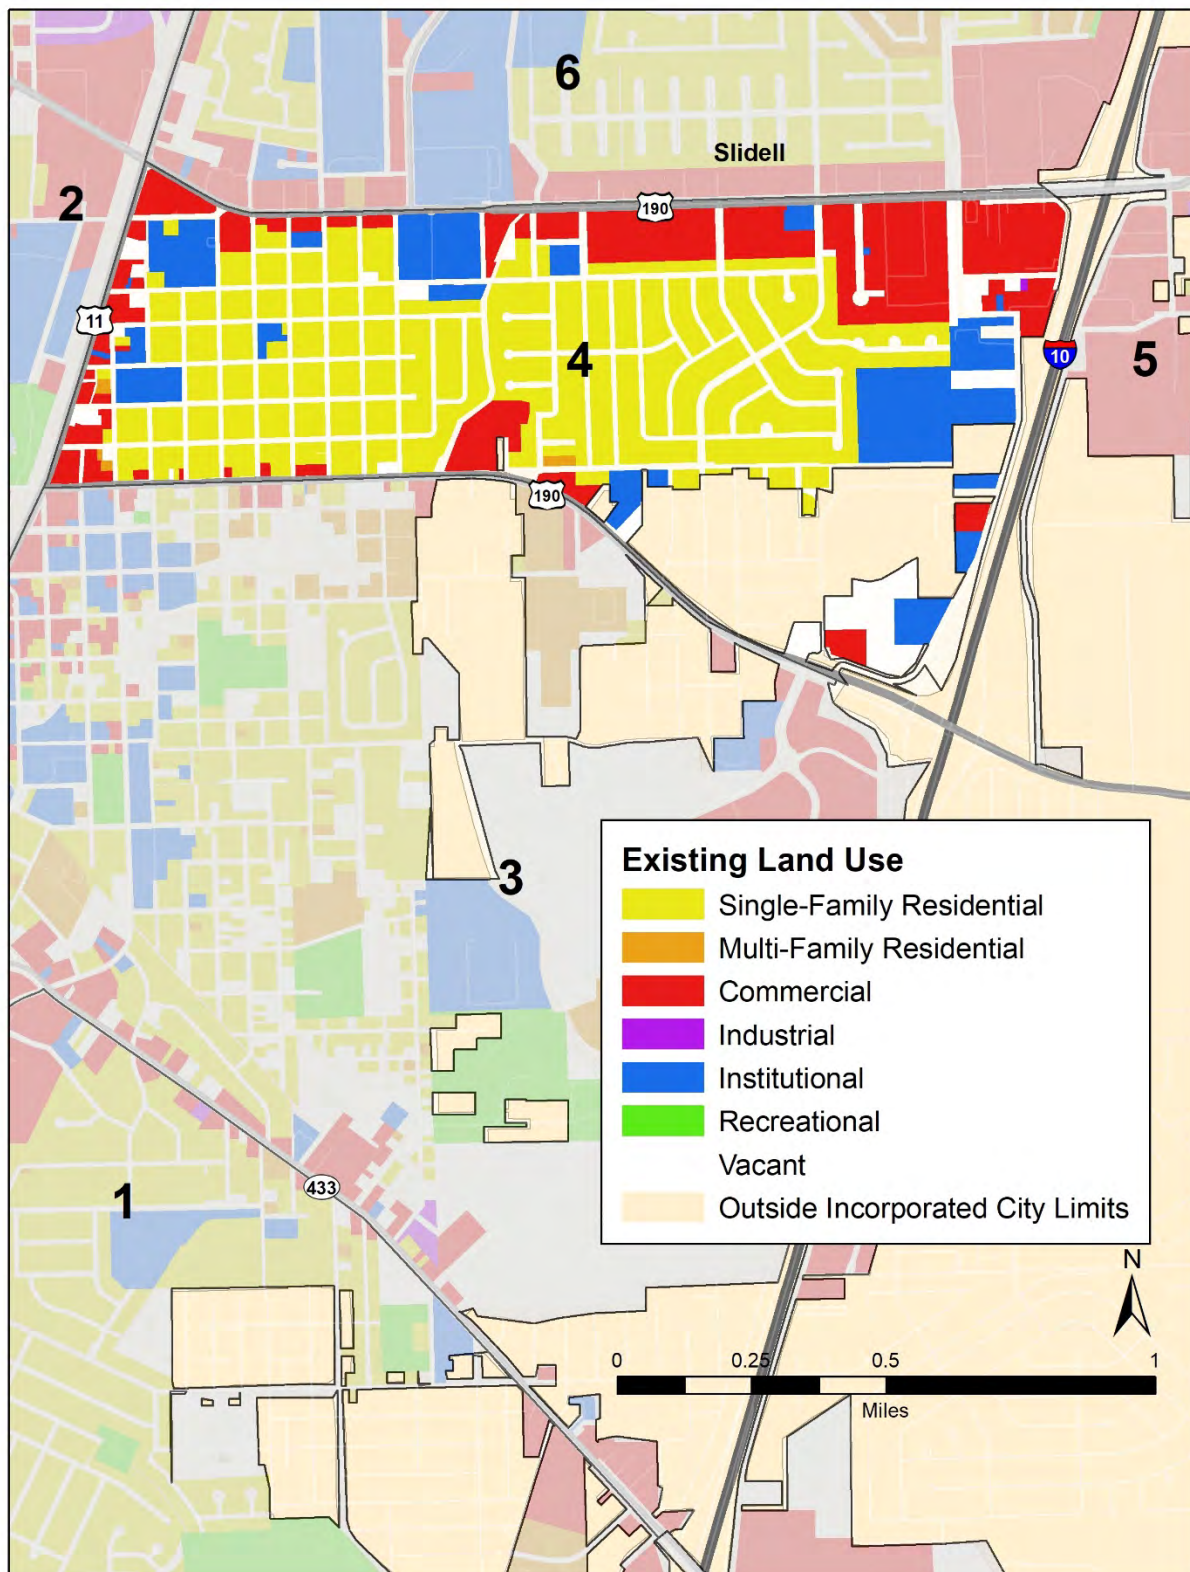 6
Slidell
2
190
11
4
10
5
190
3
Existing Land Use
Single-Family Residential
Multi-Family Residential
Commercial
Industrial
Institutional
Recreational
Vacant
Outside Incorporated City Limits
1
433
N
0 0.25 0.5 1
Miles